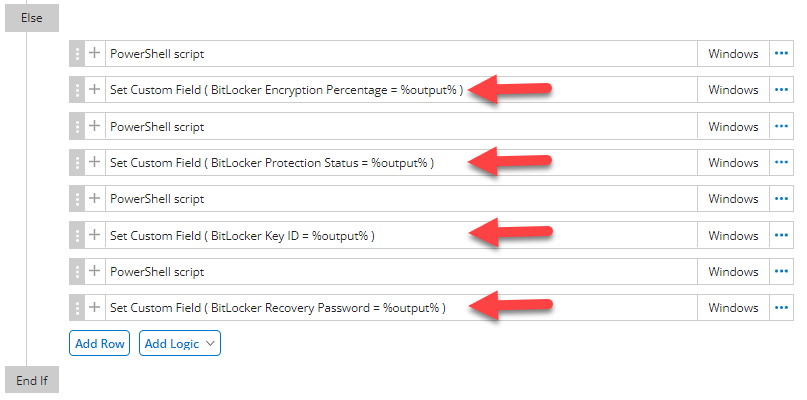 Else
PowerShell script Windows
Set Custom Field ( BitLocker Encryption Percentage = %output% ) Windows
PowerShell script Windows
Set Custom Field ( BitLocker Protection Status = %output% ) Windows
PowerShell script Windows
Set Custom Field ( BitLocker Key ID = %output% ) Windows
PowerShell script Windows
Set Custom Field ( BitLocker Recovery Password = %output% ) Windows
Add Row Add Logic
End If